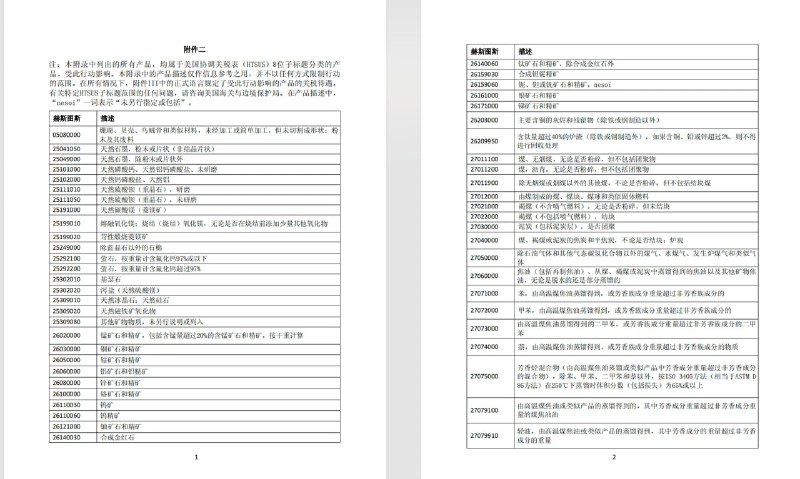 附件二
注：本附录中列出的所有产品，均属于美国协调关税表（HTSUS）8位子标题分类的产
品，受此行动影响。本附录中的产品描述仅作信息参考之用，并不以任何方式限制行动
的范围。在所有情况下，附件III中的正式语言规定了受此行动影响的产品的关税待遇。
有关特定HTSUS子标题范围的任何问题，请咨询美国海关与边境保护局。在产品描述中，
“nesoi”一词表示“未另行指定或包括”。
赫斯图斯 描述
05080000 珊瑚、贝壳、乌贼骨和类似材料，未经加工或简单加工，但未切割成形状；粉
末及其废料
25041050 天然石墨，粉末或片状（非结晶片状）
25049000 天然石墨，除粉末或片状外
25101000 天然磷酸钙、天然铝钙磷酸盐，未研磨
25102000 天然钙磷酸盐、天然铝
25111010 天然硫酸钡（重晶石），研磨
25111050 天然硫酸钡（重晶石），未研磨
25191000 天然碳酸镁（菱镁矿）
25199010 熔融氧化镁；烧结（烧结）氧化镁，无论是否在烧结前添加少量其他氧化物
25199020 苛性煅烧菱镁矿
25249000 除蓝晶石以外的石棉
25292100 萤石，按重量计含氟化钙97%或以下
25292200 萤石，按重量计含氟化钙超过97%
25302010 基瑟石
25302020 泻盐（天然硫酸镁）
25309010 天然冰晶石；天然硅石
25309020 天然磁铁矿氧化物
25309080 其他矿物物质，未另行说明或列入
26020000 锰矿石和精矿，包括含锰量超过20%的含锰矿石和精矿，按干重计算
26030000 铜矿石和精矿
26050000 钴矿石和精矿
26060000 铝矿石和铝精矿
26080000 锌矿石和精矿
26100000 铬矿石和精矿
26110030 钨矿
26110060 钨精矿
26121000 铀矿石和精矿
26140030 合成金红石
1
赫斯图斯 描述
26140060 钛矿石和精矿，除合成金红石外
26159030 合成钽铌精矿
26159060 铌、钽或钒矿石和精矿，nesoi
26161000 银矿石和精矿
26171000 锑矿石和精矿
26203000 主要含铜的灰烬和残留物（除铁或钢制造以外）
26209950 含钛量超过40%的炉渣（除铁或钢制造外），如果含铜、铅或锌超过2%，则不得
进行回收处理
27011100 煤、无烟煤，无论是否粉碎，但不包括团聚物
27011200 煤，沥青，无论是否粉碎，但不包括团聚物
27011900 除无烟煤或烟煤以外的其他煤，不论是否粉碎，但不包括结块煤
27012000 由煤制成的煤、煤块、煤球和类似固体燃料
27021000 褐煤（不含喷气燃料），无论是否粉碎，但未结块
27022000 褐煤（不包括喷气燃料），结块
27030000 泥炭（包括泥炭层），是否团聚
27040000 煤、褐煤或泥炭的焦炭和半焦炭，不论是否结块；炉炭
27050000 除石油气体和其他气态碳氢化合物以外的煤气、水煤气、发生炉煤气和类似气
体
27060000 焦油（包括再制焦油），从煤、褐煤或泥炭中蒸馏得到的焦油以及其他矿物焦
油，无论是脱水的还是部分蒸馏的
27071000 苯，由高温煤焦油蒸馏得到，或芳香族成分重量超过非芳香族成分的
27072000 甲苯，由高温煤焦油蒸馏得到，或芳香族成分重量超过非芳香族成分的
27073000 由高温煤焦油蒸馏得到的二甲苯，或芳香族成分重量超过非芳香族成分的二甲
苯
27074000 萘，由高温煤焦油蒸馏得到，或芳香族成分重量超过非芳香族成分的物质
27075000 芳香烃混合物（由高温煤焦油蒸馏或类似产品中芳香族成分重量超过非芳香族成分
的混合物），除苯、甲苯、二甲苯和萘以外，按ISO 3405方法（相当于ASTM D
86方法）在250℃下蒸馏时体积分数（包括损失）为65%或以上
27079100 由高温煤焦油或类似产品的蒸馏得到的，其中芳香成分重量超过非芳香成分重
量的煤焦油油
27079910 轻油，由高温煤焦油或类似产品的蒸馏得到，其中芳香成分的重量超过非芳香
成分的重量
2